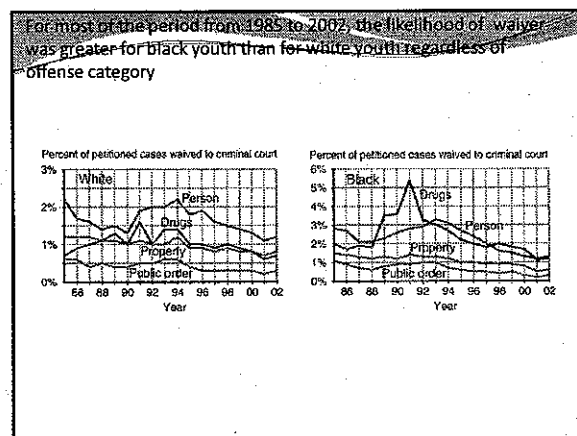 For most of the period from 1985 to 2002, the likelihood of waiver
was greater for black youth than for white youth regardless of
offense category
Percent of petitioned cases waived to criminal court
3%
2%
1%
0%
White
Person
Drugs
Property
Public order
86 88 90 92 94 96 98 00 02
Year
Percent of petitioned cases waived to criminal court
6%
5%
4%
3%
2%
1%
0%
Black
Drugs
Person
Property
Public order
86 88 90 92 94 96 98 00 02
Year